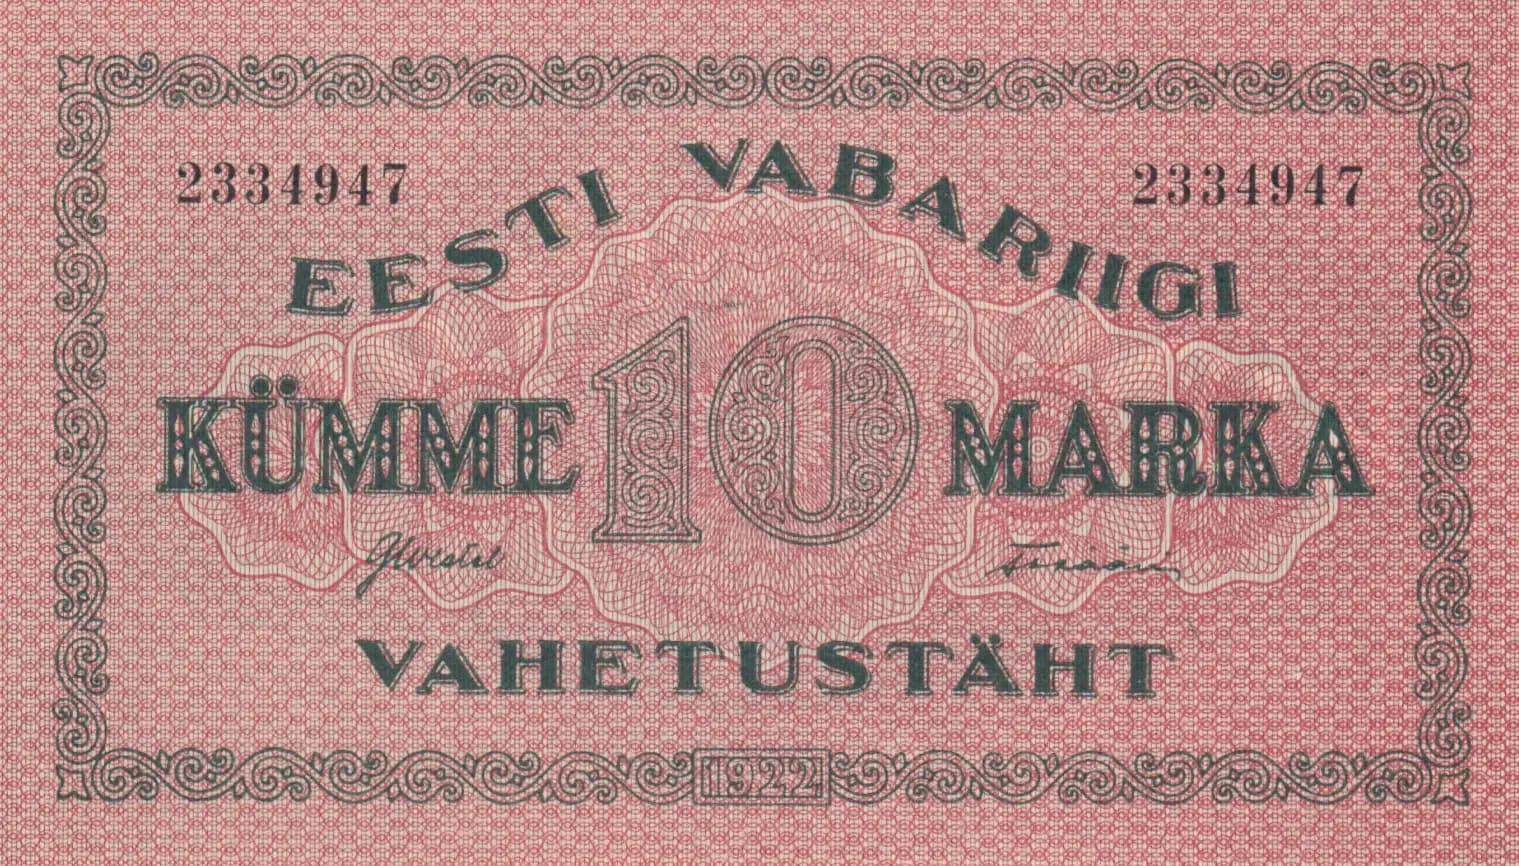 2334947 2334947
EESTI VABARIIGI
KÜMME 10 MARKA
VAHETUSTÄHT
1922